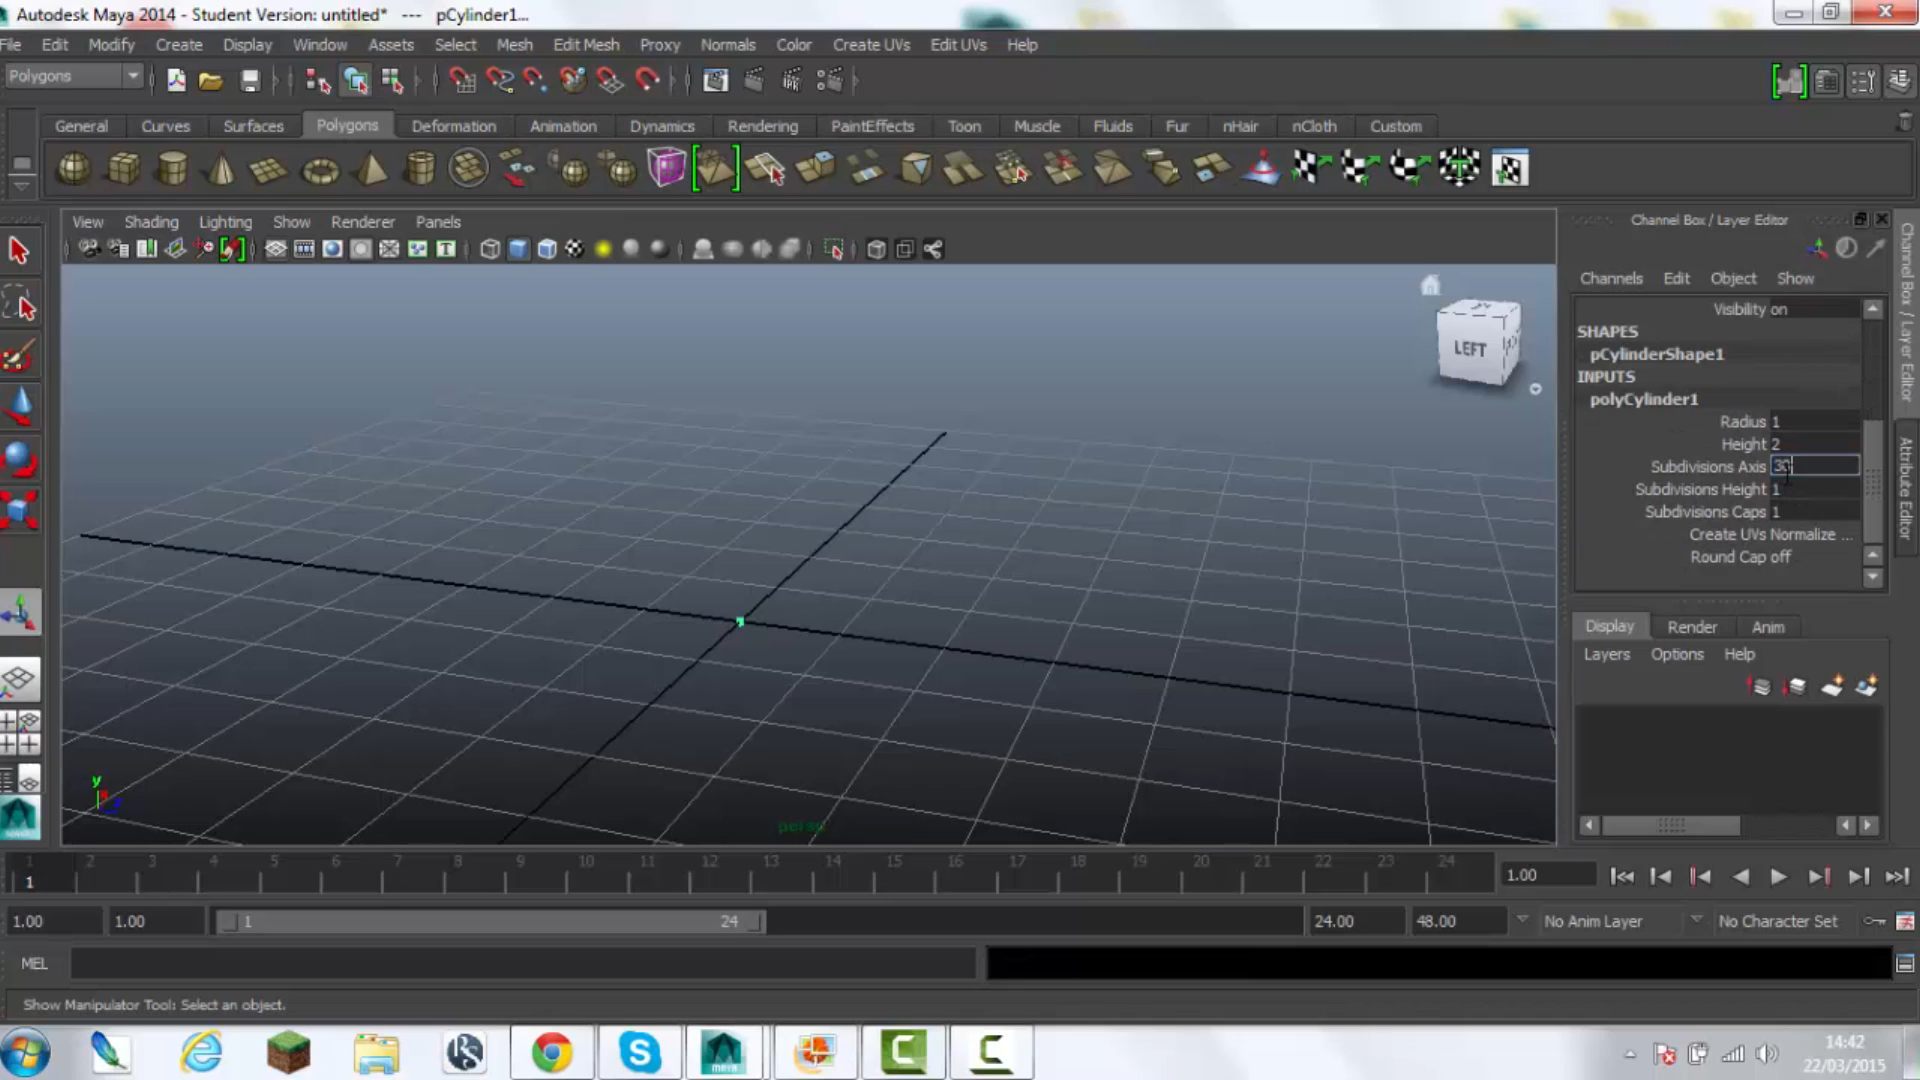 Autodesk Maya 2014 - Student Version: untitled* --- pCylinder1...
File Edit Modify Create Display Window Assets Select Mesh Edit Mesh Proxy Normals Color Create UVs Edit UVs Help
Polygons
General Curves Surfaces Polygons Deformation Animation Dynamics Rendering PaintEffects Toon Muscle Fluids Fur nHair nCloth Custom
View Shading Lighting Show Renderer Panels
Channel Box / Layer Editor
Channels Edit Object Show
Visibility on
SHAPES
pCylinderShape1
INPUTS
polyCylinder1
Radius 1
Height 2
Subdivisions Axis 30
Subdivisions Height 1
Subdivisions Caps 1
Create UVs Normalize ...
Round Cap off
Channel Box / Layer Editor
Attribute Editor
LEFT
Display Render Anim
Layers Options Help
y
persp
1 2 3 4 5 6 7 8 9 10 11 12 13 14 15 16 17 18 19 20 21 22 23 24
1
1.00
1.00 1.00 1 24 24.00 48.00 No Anim Layer No Character Set
MEL
Show Manipulator Tool: Select an object.
14:42
22/03/2015